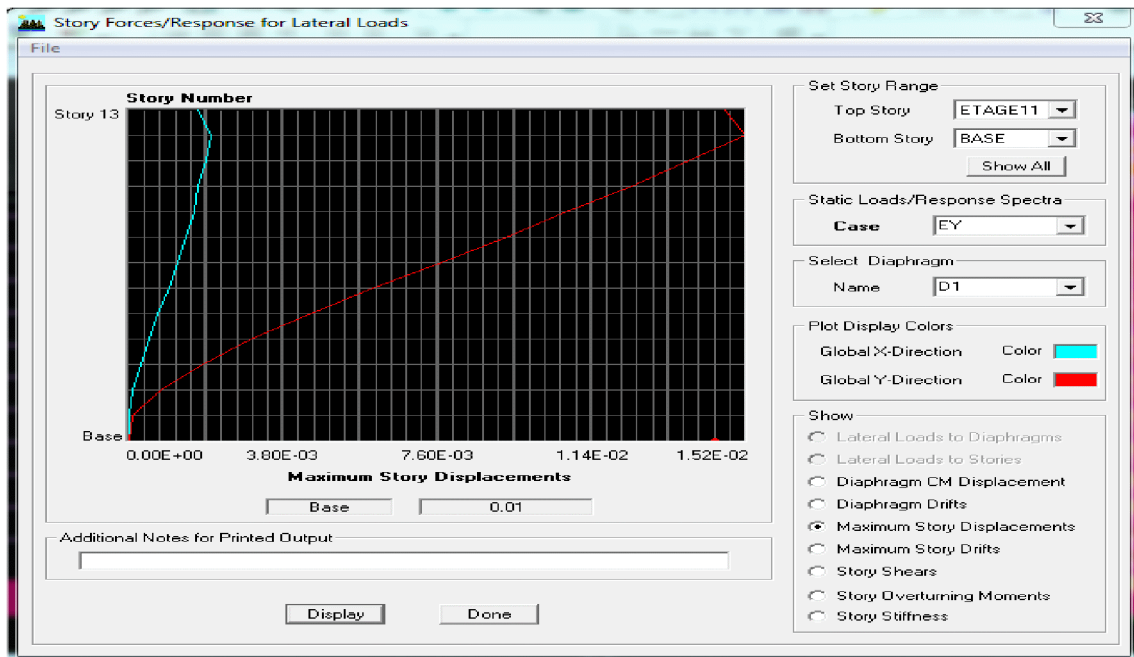 Story Forces/Response for Lateral Loads
File
Story Number
Story 13
Base
0.00E+00 3.80E-03 7.60E-03 1.14E-02 1.52E-02
Maximum Story Displacements
Base 0.01
Additional Notes for Printed Output
Display Done
Set Story Range
Top Story ETAGE11
Bottom Story BASE
Show All
Static Loads/Response Spectra
Case EY
Select Diaphragm
Name D1
Plot Display Colors
Global X-Direction Color
Global Y-Direction Color
Show
Lateral Loads to Diaphragms
Lateral Loads to Stories
Diaphragm CM Displacement
Diaphragm Drifts
Maximum Story Displacements
Maximum Story Drifts
Story Shears
Story Overturning Moments
Story Stiffness